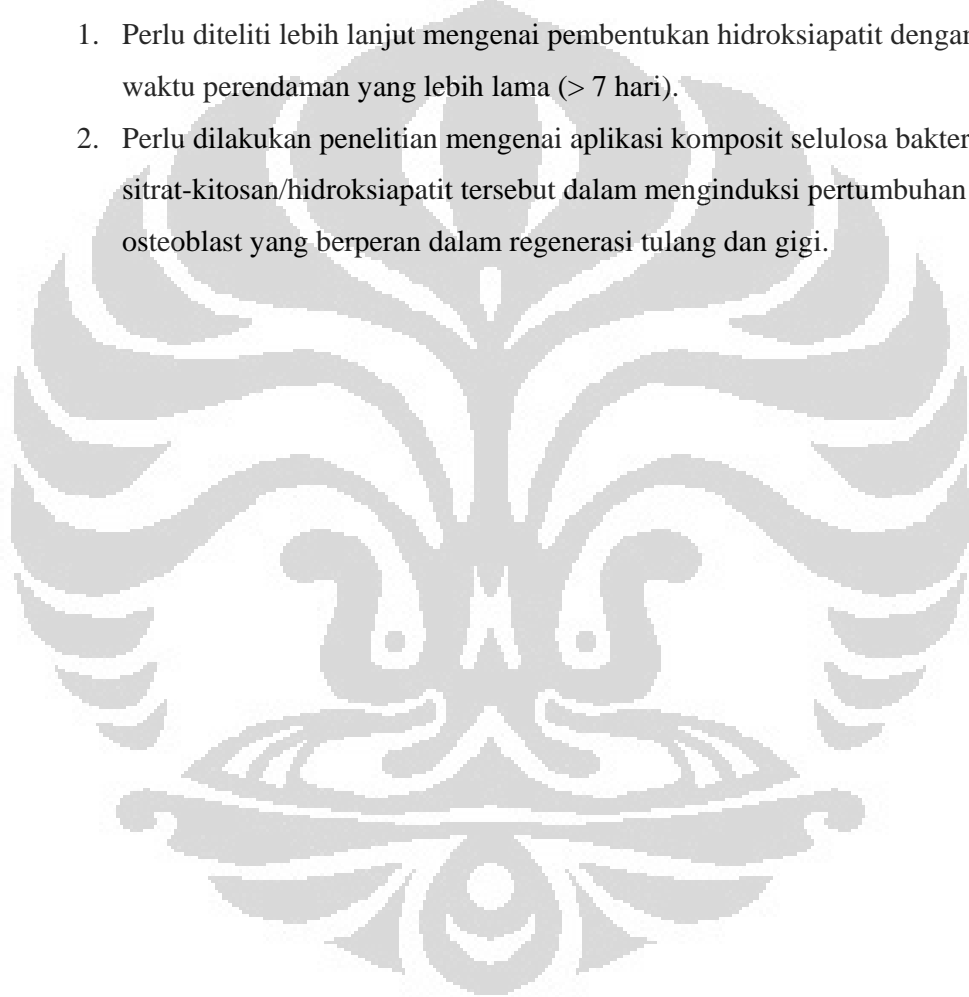 1. Perlu diteliti lebih lanjut mengenai pembentukan hidroksiapatit dengan
waktu perendaman yang lebih lama (> 7 hari).
2. Perlu dilakukan penelitian mengenai aplikasi komposit selulosa bakter
sitrat-kitosan/hidroksiapatit tersebut dalam menginduksi pertumbuhan
osteoblast yang berperan dalam regenerasi tulang dan gigi.